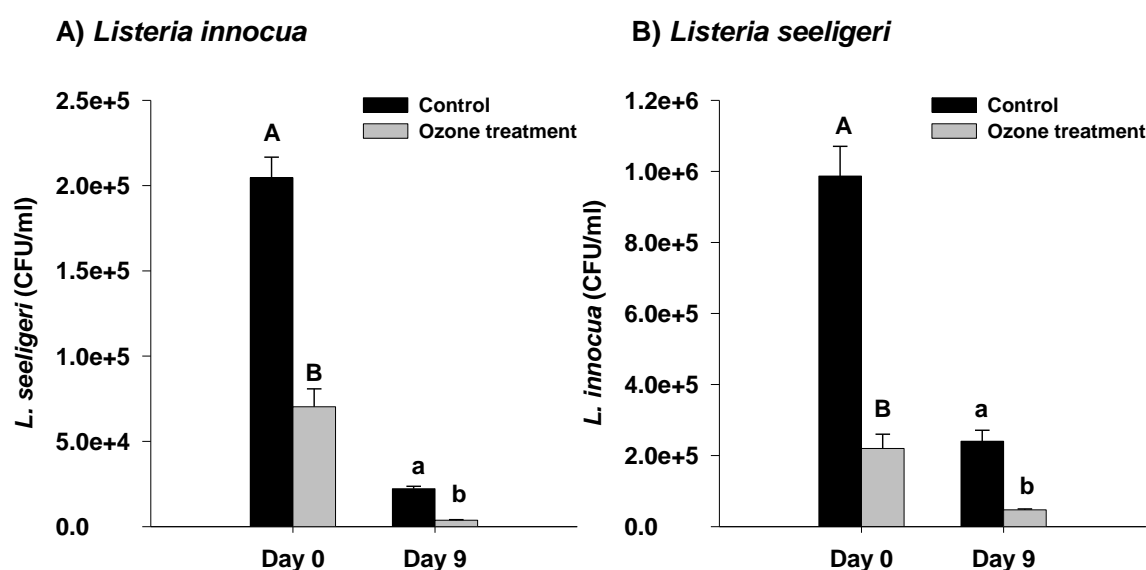 A) Listeria innocua
2.5e+5
2.0e+5
1.5e+5
1.0e+5
5.0e+4
0.0
L. seeligeri (CFU/ml)
Control
Ozone treatment
A
B
a
b
Day 0
Day 9
B) Listeria seeligeri
1.2e+6
1.0e+6
8.0e+5
6.0e+5
4.0e+5
2.0e+5
0.0
L. innocua (CFU/ml)
Control
Ozone treatment
A
B
a
b
Day 0
Day 9